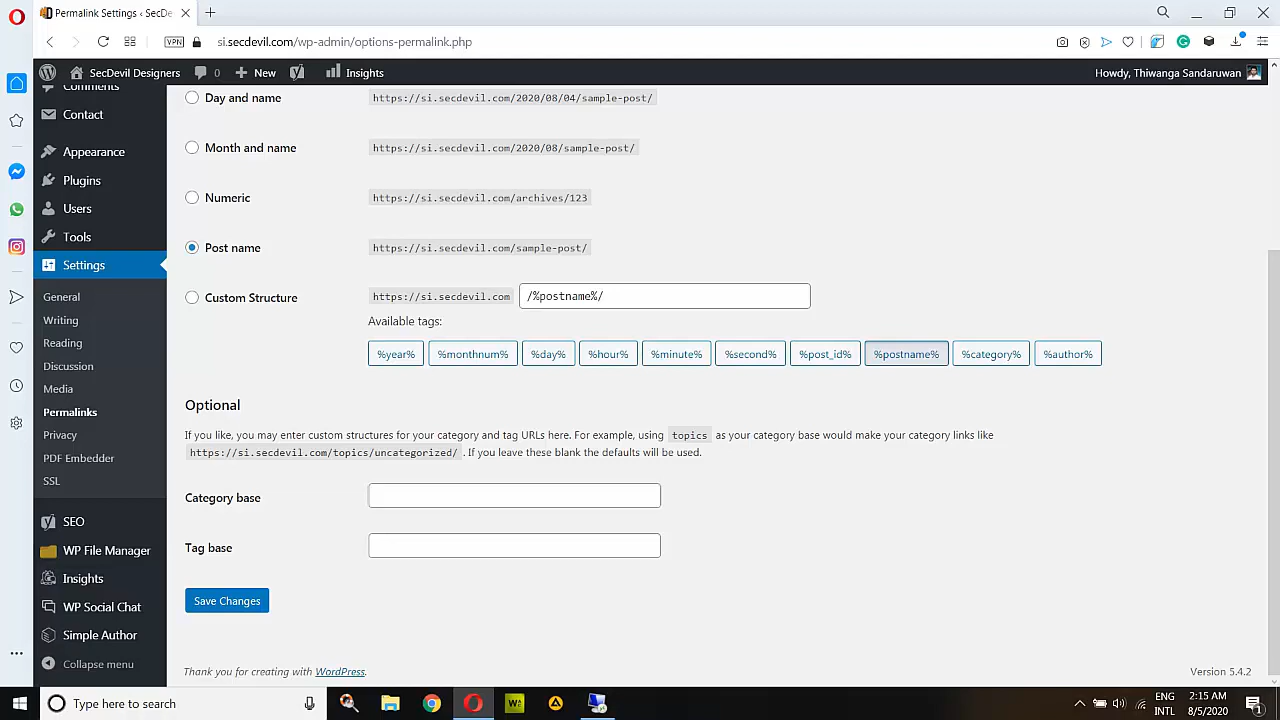 Permalink Settings ‹ SecDev
VPN
si.secdevil.com/wp-admin/options-permalink.php
SecDevil Designers
0
New
Insights
Howdy, Thiwanga Sandaruwan
Comments
Contact
Appearance
Plugins
Users
Tools
Settings
General
Writing
Reading
Discussion
Media
Permalinks
Privacy
PDF Embedder
SSL
SEO
WP File Manager
Insights
WP Social Chat
Simple Author
Collapse menu
Day and name https://si.secdevil.com/2020/08/04/sample-post/
Month and name https://si.secdevil.com/2020/08/sample-post/
Numeric https://si.secdevil.com/archives/123
Post name https://si.secdevil.com/sample-post/
Custom Structure https://si.secdevil.com /%postname%/
Available tags:
%year% %monthnum% %day% %hour% %minute% %second% %post_id% %postname% %category% %author%
Optional
If you like, you may enter custom structures for your category and tag URLs here. For example, using topics as your category base would make your category links like
https://si.secdevil.com/topics/uncategorized/ . If you leave these blank the defaults will be used.
Category base
Tag base
Save Changes
Thank you for creating with WordPress.
Version 5.4.2
Type here to search
ENG
INTL
2:15 AM
8/5/2020